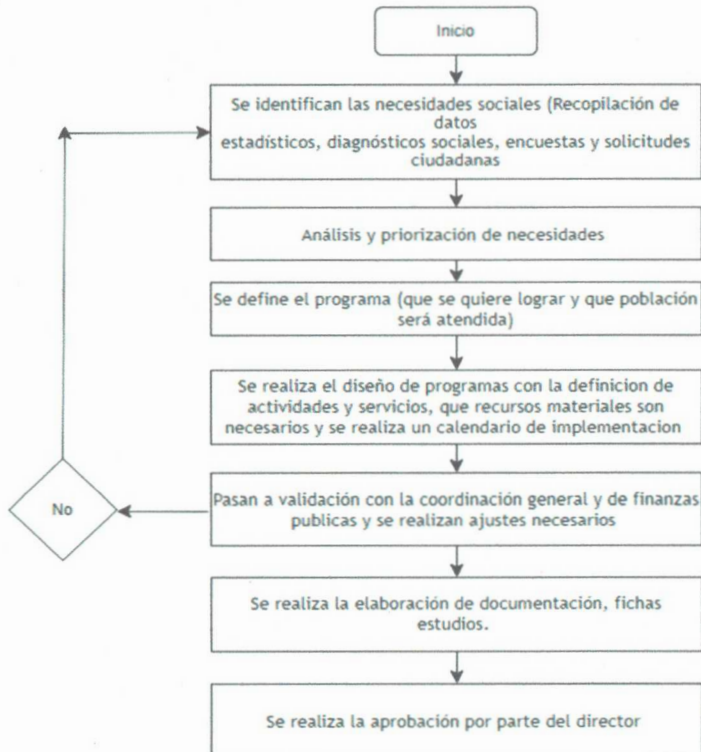 Inicio
Se identifican las necesidades sociales (Recopilación de
datos
estadísticos, diagnósticos sociales, encuestas y solicitudes
ciudadanas
Análisis y priorización de necesidades
Se define el programa (que se quiere lograr y que población
será atendida)
Se realiza el diseño de programas con la definicion de
actividades y servicios, que recursos materiales son
necesarios y se realiza un calendario de implementacion
No
Pasan a validación con la coordinación general y de finanzas
publicas y se realizan ajustes necesarios
Se realiza la elaboración de documentación, fichas
estudios.
Se realiza la aprobación por parte del director